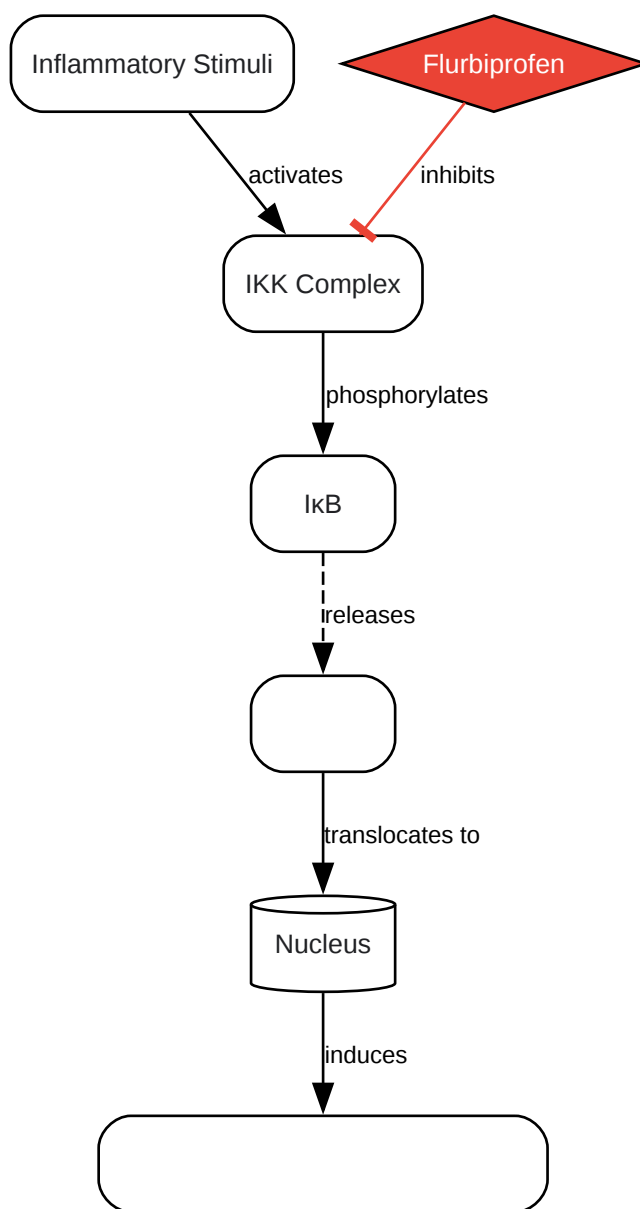 Inflammatory Stimuli
Flurbiprofen
activates
inhibits
IKK Complex
phosphorylates
IκB
releases
translocates to
Nucleus
induces